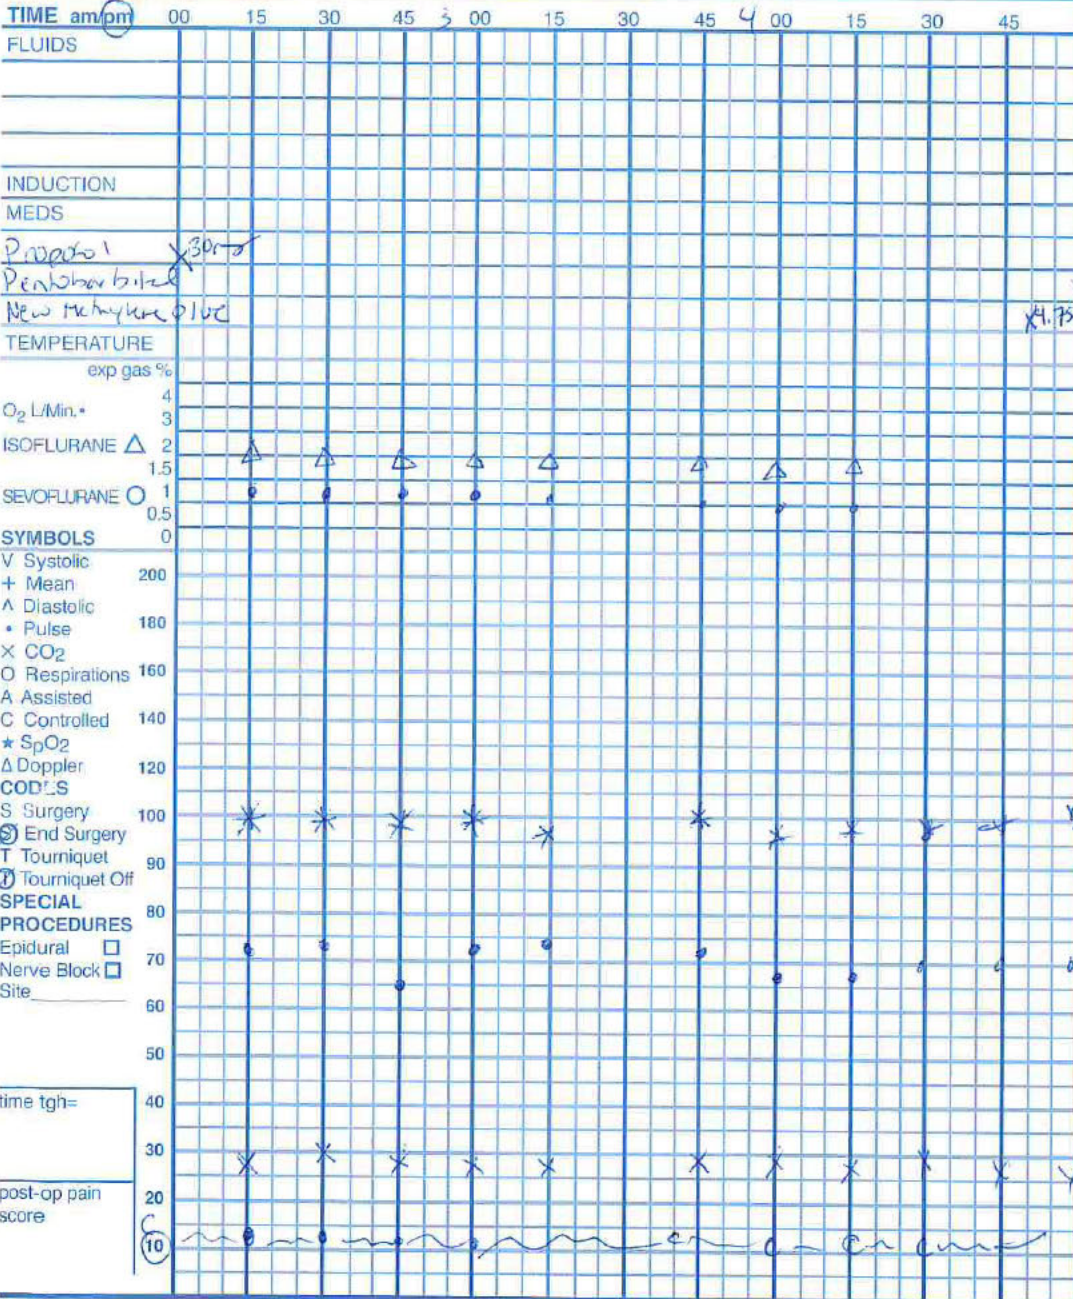 TIME am/pm 00 15 30 45 3 00 15 30 45 4 00 15 30 45
FLUIDS
INDUCTION
MEDS
Propofol X30
Pentobarbital
New Methylene Blue X4.75
TEMPERATURE
exp gas %
4
O2 L/Min.•
3
ISOFLURANE △ 2
1.5
SEVOFLURANE O 1
0.5
SYMBOLS 0
V Systolic
+ Mean 200
Λ Diastolic
• Pulse 180
× CO2
O Respirations 160
A Assisted
C Controlled 140
★ SpO2
Δ Doppler 120
CODES
S Surgery 100
Ⓢ End Surgery
T Tourniquet 90
Ⓣ Tourniquet Off
SPECIAL 80
PROCEDURES
Epidural □ 70
Nerve Block □
Site
60
50
time tgh= 40
30
post-op pain 20
score
C
10